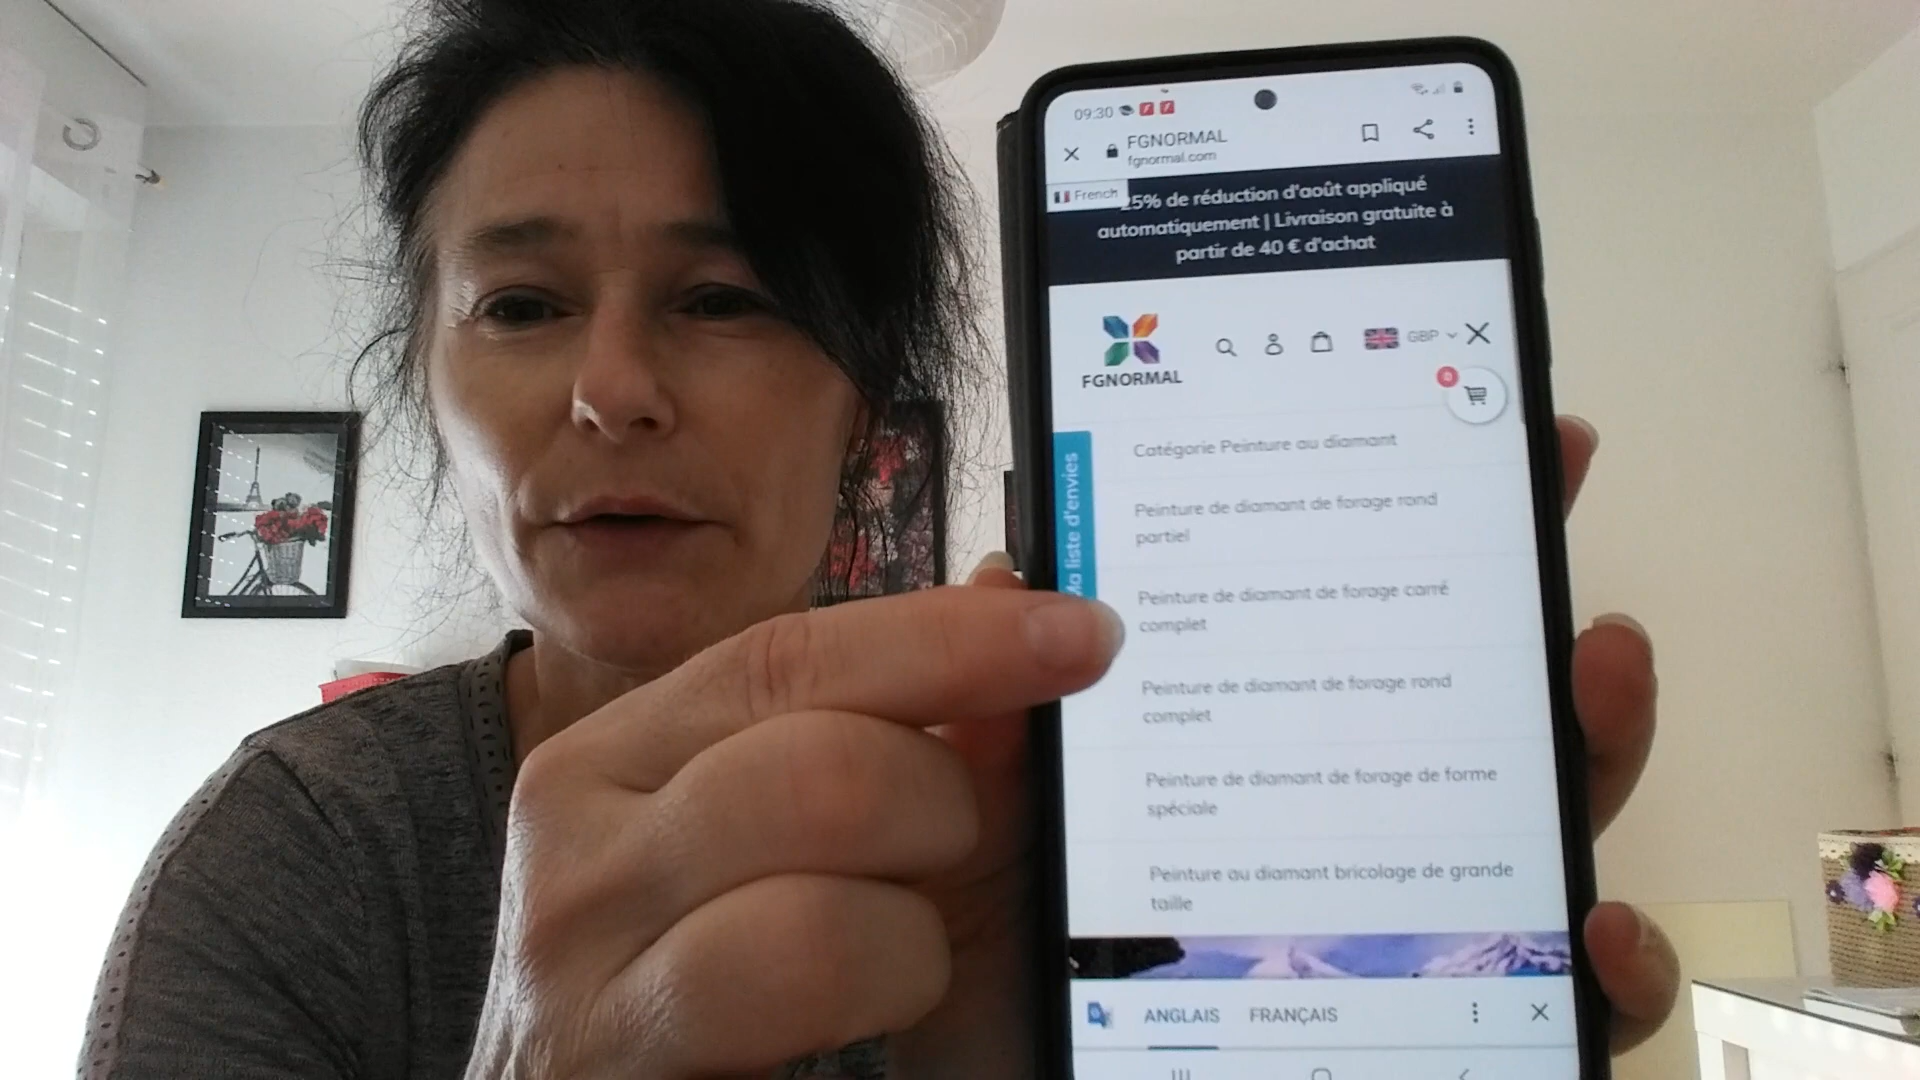 09:30
FGNORMAL
fgnormal.com
French
25% de réduction d'août appliqué
automatiquement | Livraison gratuite à
partir de 40 € d'achat
FGNORMAL
GBP
0
Catégorie Peinture au diamant
Peinture de diamant de forage rond
partiel
Ma liste d'envies
Peinture de diamant de forage carré
complet
Peinture de diamant de forage rond
complet
Peinture de diamant de forage de forme
spéciale
Peinture au diamant bricolage de grande
taille
ANGLAIS FRANÇAIS